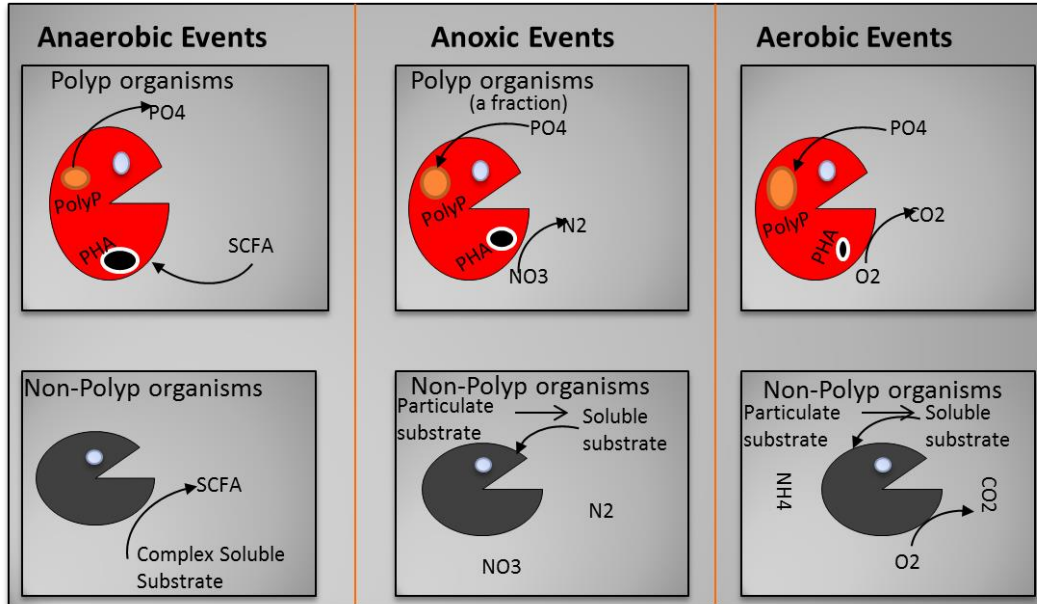 Anaerobic Events
Polyp organisms
PO4
PolyP
PHA
SCFA
Non-Polyp organisms
SCFA
Complex Soluble
Substrate
Anoxic Events
Polyp organisms
(a fraction)
PO4
PolyP
N2
PHA
NO3
Non-Polyp organisms
Particulate
substrate
Soluble
substrate
N2
NO3
Aerobic Events
PO4
PolyP
CO2
PHA
O2
Non-Polyp organisms
Particulate
substrate
Soluble
substrate
NH4
CO2
O2